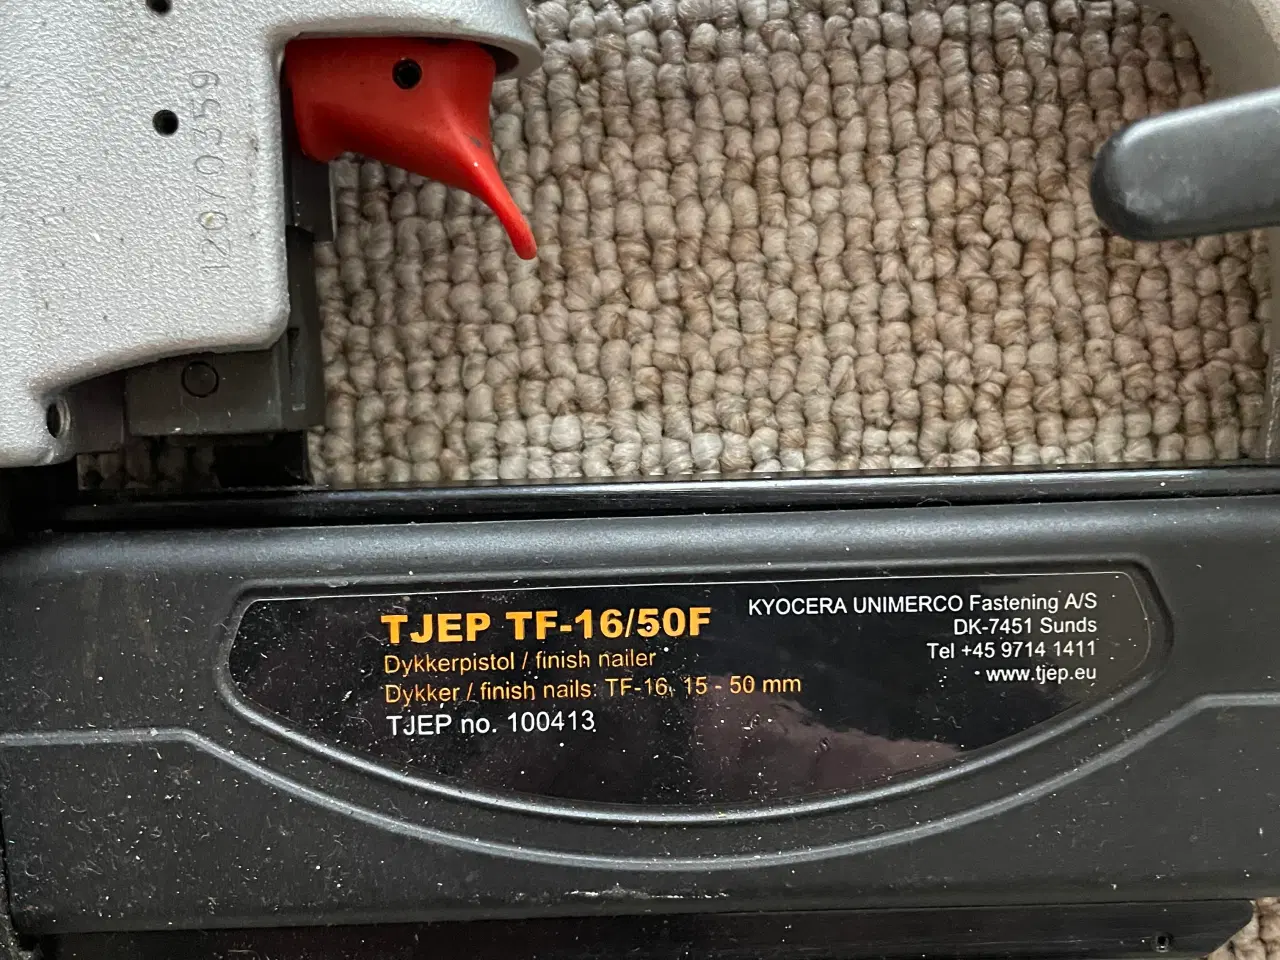 12070359
TJEP TF-16/50F
Dykkerpistol / finish nailer
Dykker / finish nails: TF-16, 15 - 50 mm
TJEP no. 100413
KYOCERA UNIMERCO Fastening A/S
DK-7451 Sunds
Tel +45 9714 1411
www.tjep.eu